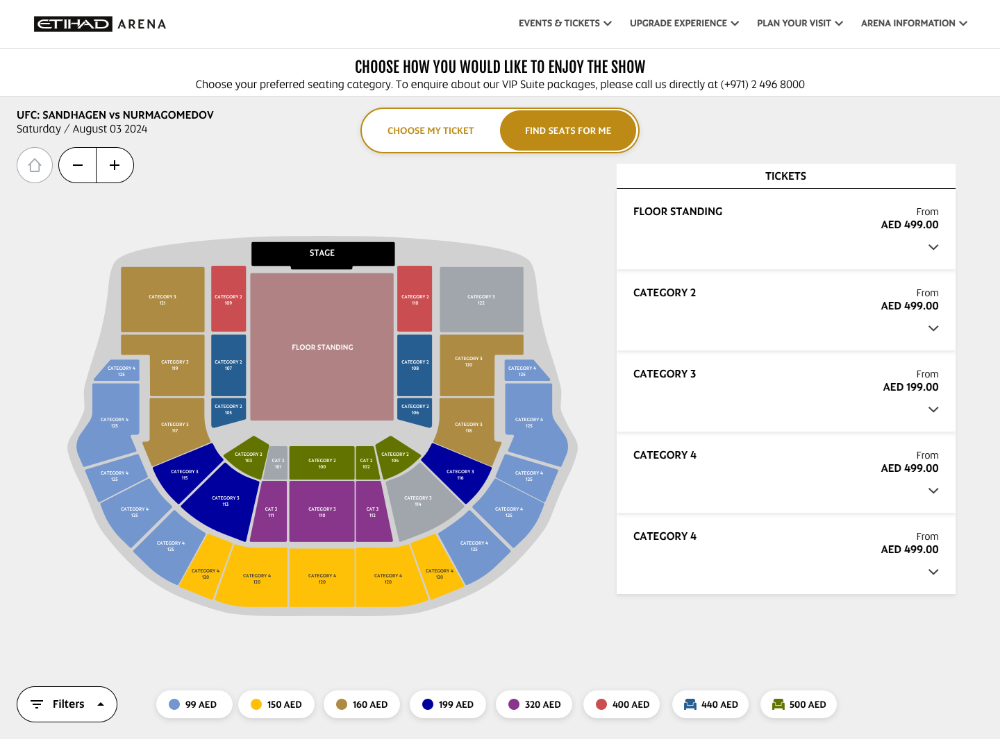 ETIHAD ARENA
EVENTS & TICKETS
UPGRADE EXPERIENCE
PLAN YOUR VISIT
ARENA INFORMATION
CHOOSE HOW YOU WOULD LIKE TO ENJOY THE SHOW
Choose your preferred seating category. To enquire about our VIP Suite packages, please call us directly at (+971) 2 496 8000
UFC: SANDHAGEN vs NURMAGOMEDOV
Saturday / August 03 2024
CHOOSE MY TICKET
FIND SEATS FOR ME
STAGE
CATEGORY 3
121
CATEGORY 2
109
CATEGORY 2
110
CATEGORY 3
122
FLOOR STANDING
CATEGORY 4
125
CATEGORY 3
119
CATEGORY 2
107
CATEGORY 2
108
CATEGORY 3
120
CATEGORY 4
125
CATEGORY 2
105
CATEGORY 2
106
CATEGORY 4
125
CATEGORY 3
117
CATEGORY 3
118
CATEGORY 4
125
CATEGORY 2
103
CAT 2
101
CATEGORY 2
100
CAT 2
102
CATEGORY 2
104
CATEGORY 4
125
CATEGORY 3
115
CATEGORY 3
116
CATEGORY 4
125
CATEGORY 4
125
CATEGORY 3
113
CAT 3
111
CATEGORY 3
110
CAT 3
112
CATEGORY 3
114
CATEGORY 4
125
CATEGORY 4
125
CATEGORY 4
125
CATEGORY 4
120
CATEGORY 4
120
CATEGORY 4
120
CATEGORY 4
120
CATEGORY 4
120
TICKETS
FLOOR STANDING
From
AED 499.00
CATEGORY 2
From
AED 499.00
CATEGORY 3
From
AED 199.00
CATEGORY 4
From
AED 499.00
CATEGORY 4
From
AED 499.00
Filters
99 AED
150 AED
160 AED
199 AED
320 AED
400 AED
440 AED
500 AED